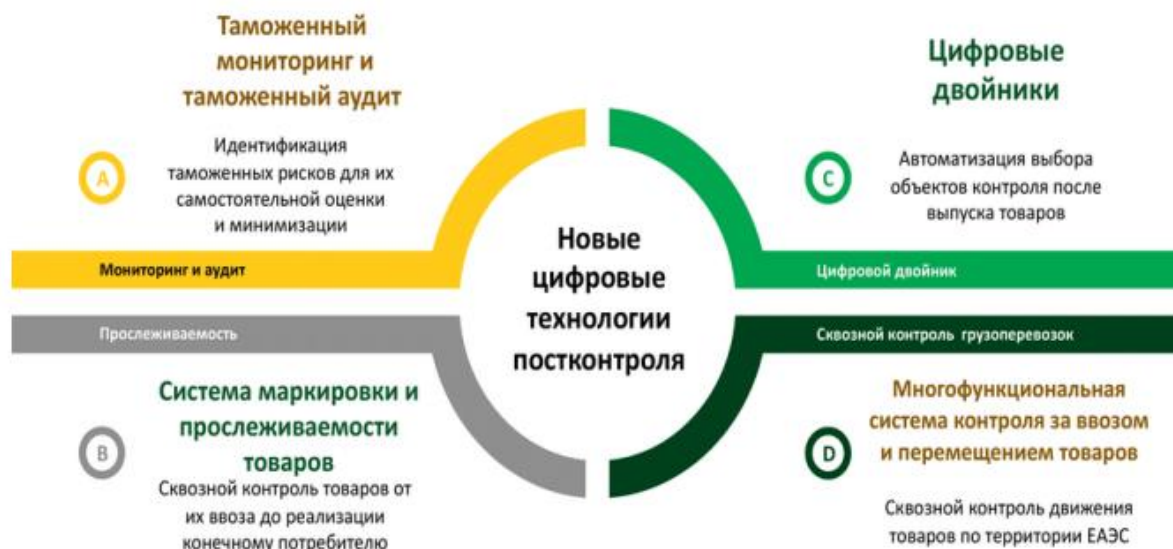 Таможенный
мониторинг и
таможенный аудит
A
Идентификация
таможенных рисков для их
самостоятельной оценки
и минимизации
Мониторинг и аудит
Прослеживаемость
Система маркировки и
прослеживаемости
товаров
B
Сквозной контроль товаров от
их ввоза до реализации
конечному потребителю
Новые
цифровые
технологии
постконтроля
Цифровые
двойники
C
Автоматизация выбора
объектов контроля после
выпуска товаров
Цифровой двойник
Сквозной контроль грузоперевозок
Многофункциональная
система контроля за ввозом
и перемещением товаров
D
Сквозной контроль движения
товаров по территории ЕАЭС